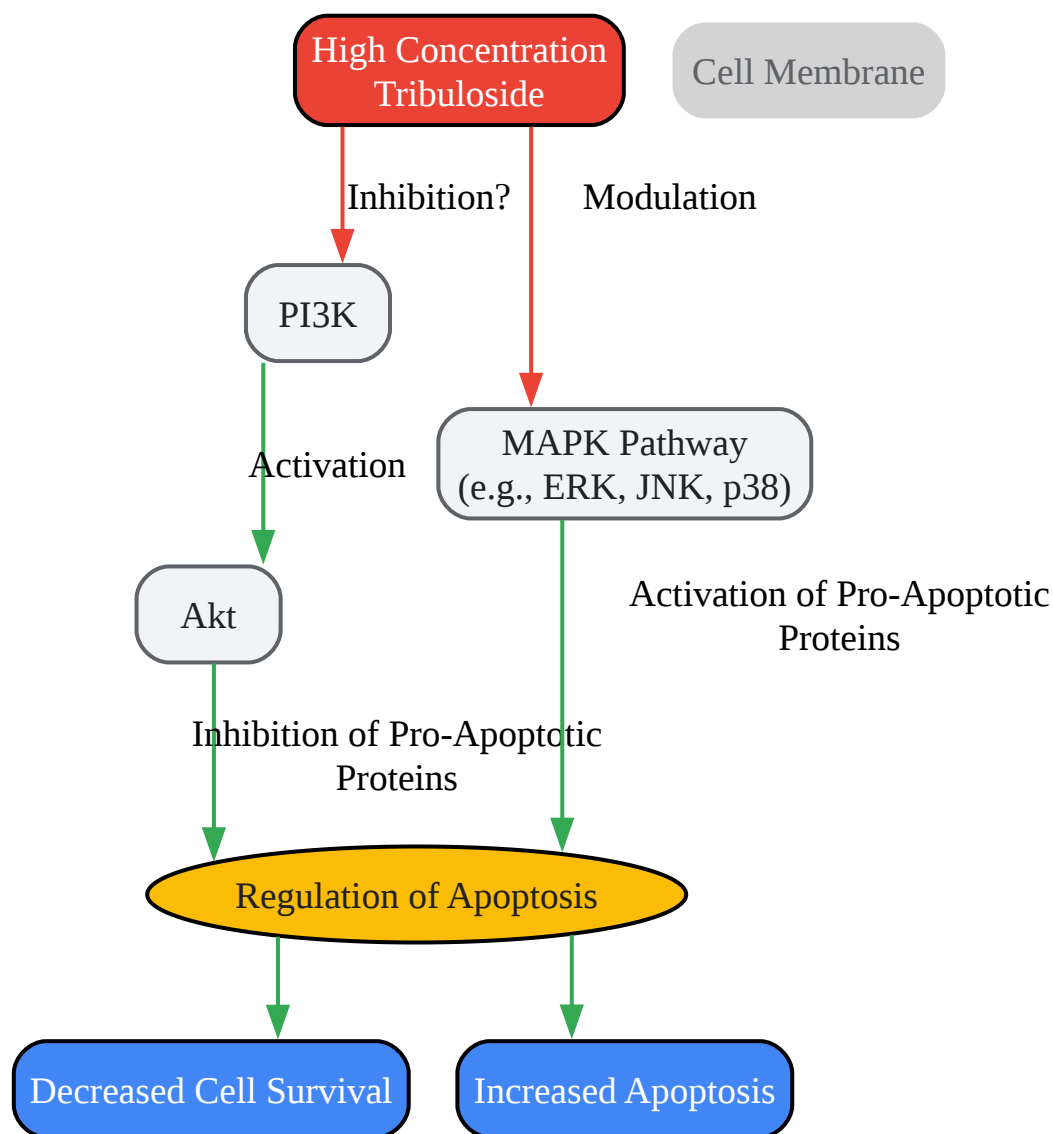 High Concentration
Tribuloside
Cell Membrane
Inhibition?
Modulation
PI3K
MAPK Pathway
(e.g., ERK, JNK, p38)
Activation
Akt
Activation of Pro-Apoptotic
Proteins
Inhibition of Pro-Apoptotic
Proteins
Regulation of Apoptosis
Decreased Cell Survival
Increased Apoptosis